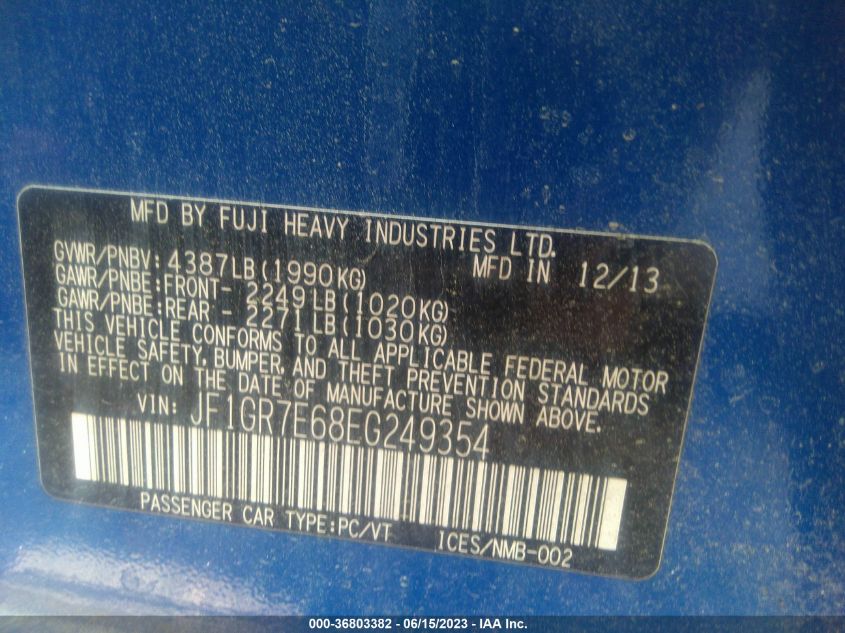 MFD BY FUJI HEAVY INDUSTRIES LTD.
GVWR/PNBV: 4387LB(1990KG) MFD IN 12/13
GAWR/PNBE:FRONT- 2249LB(1020KG)
GAWR/PNBE:REAR - 2271LB(1030KG)
THIS VEHICLE CONFORMS TO ALL APPLICABLE FEDERAL MOTOR
VEHICLE SAFETY,BUMPER,AND THEFT PREVENTION STANDARDS
IN EFFECT ON THE DATE OF MANUFACTURE SHOWN ABOVE.
VIN: JF1GR7E68EG249354
PASSENGER CAR TYPE:PC/VT ICES/NMB-002
000-36803382 - 06/15/2023 - IAA Inc.